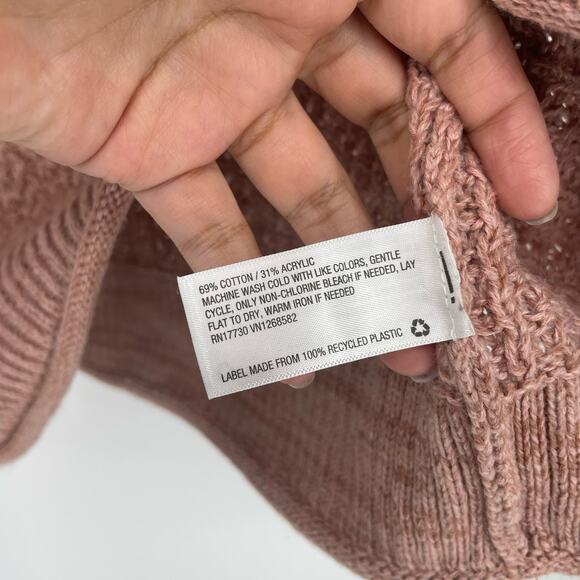 69% COTTON / 31% ACRYLIC
MACHINE WASH COLD WITH LIKE COLORS, GENTLE
CYCLE, ONLY NON-CHLORINE BLEACH IF NEEDED, LAY
FLAT TO DRY, WARM IRON IF NEEDED
RN17730 VN1268582
LABEL MADE FROM 100% RECYCLED PLASTIC